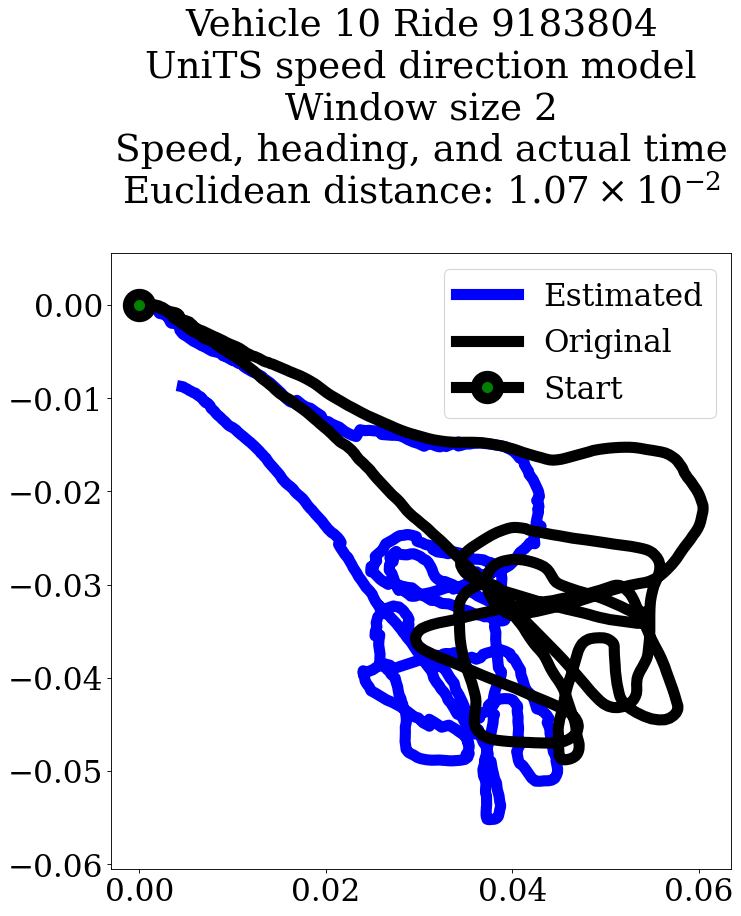 Vehicle 10 Ride 9183804
UniTS speed direction model
Window size 2
Speed, heading, and actual time
Euclidean distance: 1.07 × 10⁻²
Estimated
Original
Start
0.00
−0.01
−0.02
−0.03
−0.04
−0.05
−0.06
0.00 0.02 0.04 0.06